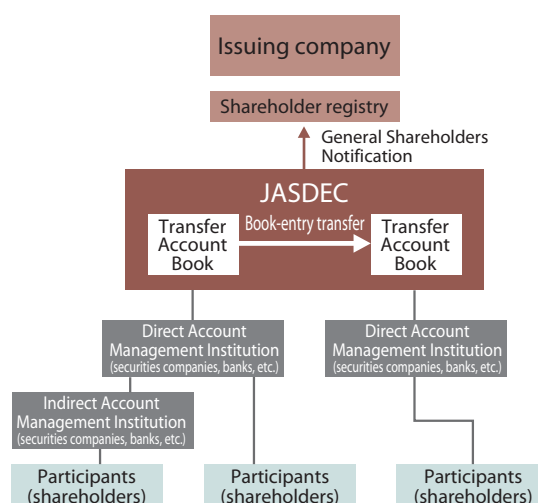 Issuing company
Shareholder registry
General Shareholders
Notification
JASDEC
Transfer
Account
Book
Book-entry transfer
Transfer
Account
Book
Direct Account
Management Institution
(securities companies, banks, etc.)
Direct Account
Management Institution
(securities companies, banks, etc.)
Indirect Account
Management Institution
(securities companies, banks, etc.)
Participants
(shareholders)
Participants
(shareholders)
Participants
(shareholders)